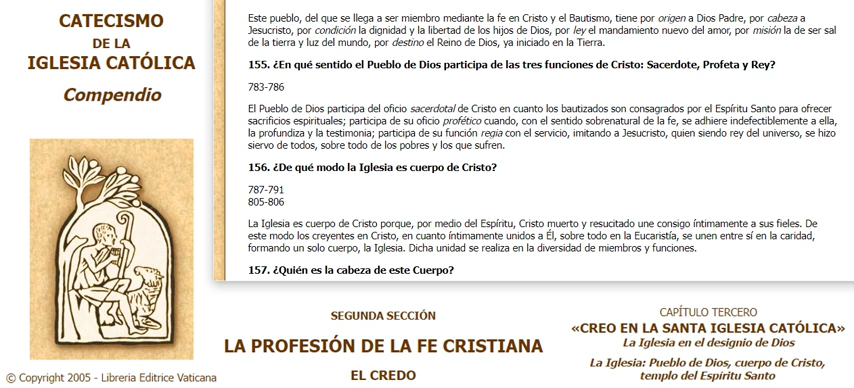 CATECISMO
DE LA
IGLESIA CATÓLICA
Compendio
Este pueblo, del que se llega a ser miembro mediante la fe en Cristo y el Bautismo, tiene por origen a Dios Padre, por cabeza a
Jesucristo, por condición la dignidad y la libertad de los hijos de Dios, por ley el mandamiento nuevo del amor, por misión la de ser sal
de la tierra y luz del mundo, por destino el Reino de Dios, ya iniciado en la Tierra.
155. ¿En qué sentido el Pueblo de Dios participa de las tres funciones de Cristo: Sacerdote, Profeta y Rey?
783-786
El Pueblo de Dios participa del oficio sacerdotal de Cristo en cuanto los bautizados son consagrados por el Espíritu Santo para ofrecer
sacrificios espirituales; participa de su oficio profético cuando, con el sentido sobrenatural de la fe, se adhiere indefectiblemente a ella,
la profundiza y la testimonia; participa de su función regia con el servicio, imitando a Jesucristo, quien siendo rey del universo, se hizo
siervo de todos, sobre todo de los pobres y los que sufren.
156. ¿De qué modo la Iglesia es cuerpo de Cristo?
787-791
805-806
La Iglesia es cuerpo de Cristo porque, por medio del Espíritu, Cristo muerto y resucitado une consigo íntimamente a sus fieles. De
este modo los creyentes en Cristo, en cuanto íntimamente unidos a Él, sobre todo en la Eucaristía, se unen entre sí en la caridad,
formando un solo cuerpo, la Iglesia. Dicha unidad se realiza en la diversidad de miembros y funciones.
157. ¿Quién es la cabeza de este Cuerpo?
© Copyright 2005 - Libreria Editrice Vaticana
SEGUNDA SECCIÓN
LA PROFESIÓN DE LA FE CRISTIANA
EL CREDO
CAPÍTULO TERCERO
«CREO EN LA SANTA IGLESIA CATÓLICA»
La Iglesia en el designio de Dios
La Iglesia: Pueblo de Dios, cuerpo de Cristo,
templo del Espíritu Santo